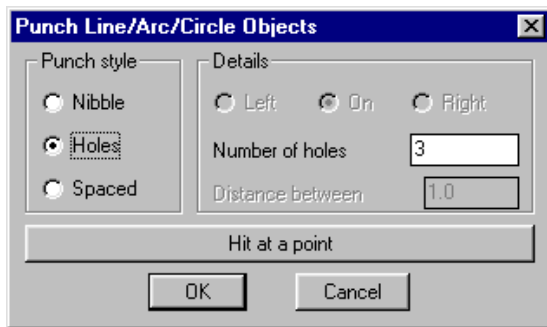 Punch Line/Arc/Circle Objects
Punch style
Details
Nibble
Left On Right
Holes
Number of holes 3
Spaced
Distance between 1.0
Hit at a point
OK Cancel